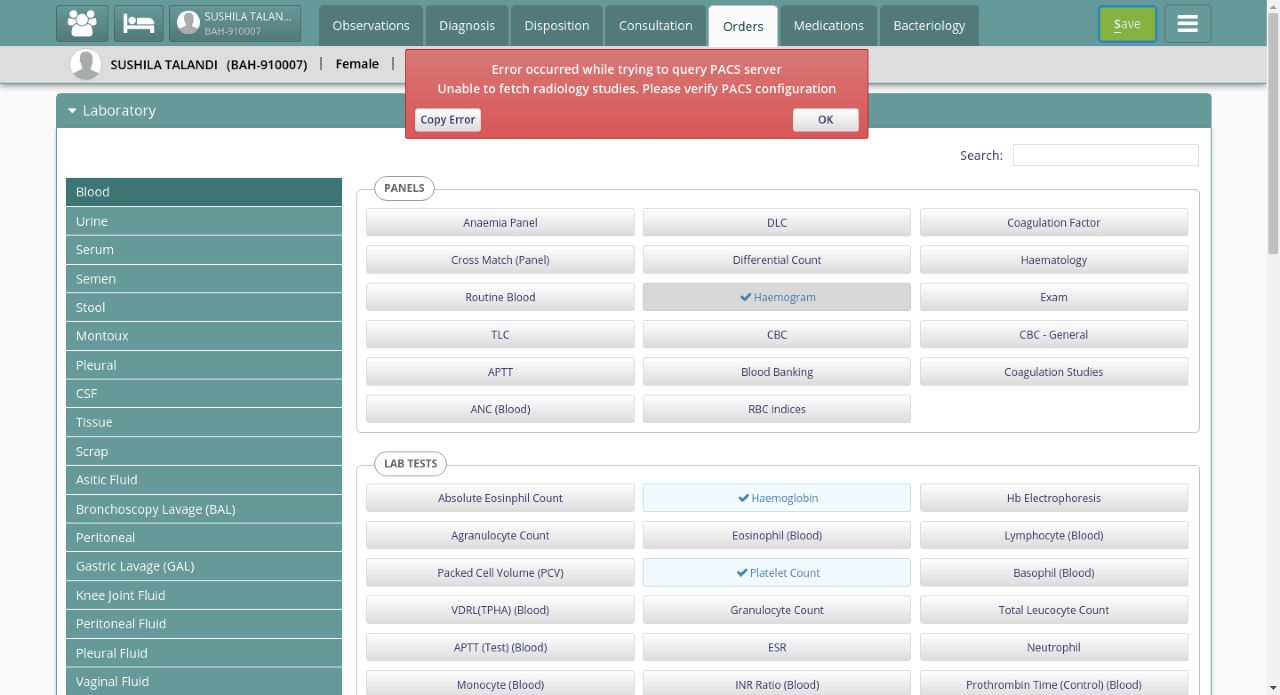 SUSHILA TALAN...
BAH-910007
Observations
Diagnosis
Disposition
Consultation
Orders
Medications
Bacteriology
Save
SUSHILA TALANDI (BAH-910007) | Female |
Error occurred while trying to query PACS server
Unable to fetch radiology studies. Please verify PACS configuration
Copy Error
OK
Laboratory
Search:
Blood
Urine
Serum
Semen
Stool
Montoux
Pleural
CSF
Tissue
Scrap
Asitic Fluid
Bronchoscopy Lavage (BAL)
Peritoneal
Gastric Lavage (GAL)
Knee Joint Fluid
Peritoneal Fluid
Pleural Fluid
Vaginal Fluid
PANELS
Anaemia Panel
DLC
Coagulation Factor
Cross Match (Panel)
Differential Count
Haematology
Routine Blood
Haemogram
Exam
TLC
CBC
CBC - General
APTT
Blood Banking
Coagulation Studies
ANC (Blood)
RBC indices
LAB TESTS
Absolute Eosinphil Count
Haemoglobin
Hb Electrophoresis
Agranulocyte Count
Eosinophil (Blood)
Lymphocyte (Blood)
Packed Cell Volume (PCV)
Platelet Count
Basophil (Blood)
VDRL(TPHA) (Blood)
Granulocyte Count
Total Leucocyte Count
APTT (Test) (Blood)
ESR
Neutrophil
Monocyte (Blood)
INR Ratio (Blood)
Prothrombin Time (Control) (Blood)